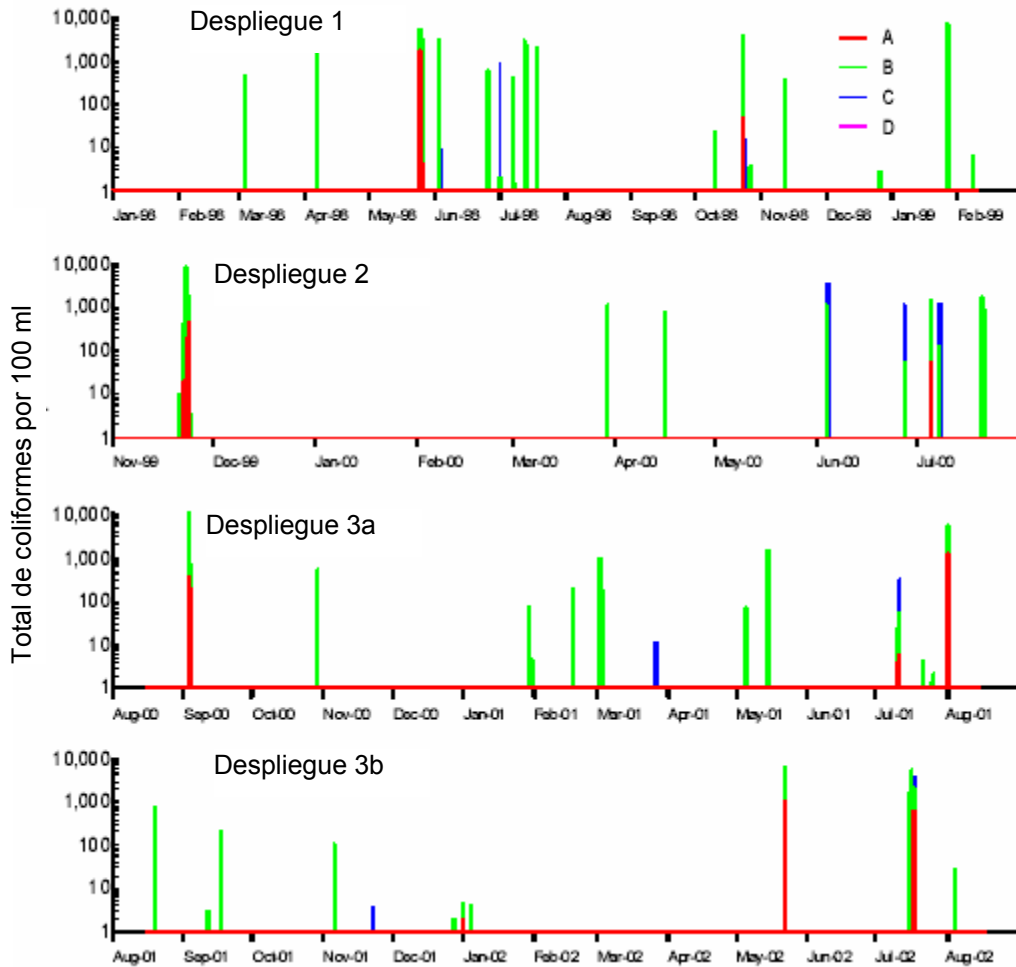 Total de coliformes por 100 ml
Despliegue 1
10,000
1,000
100
10
1
A
B
C
D
Jan-98 Feb-98 Mar-98 Apr-98 May-98 Jun-98 Jul-98 Aug-98 Sep-98 Oct-98 Nov-98 Dec-98 Jan-99 Feb-99
Despliegue 2
10,000
1,000
100
10
1
Nov-99 Dec-99 Jan-00 Feb-00 Mar-00 Apr-00 May-00 Jun-00 Jul-00
Despliegue 3a
10,000
1,000
100
10
1
Aug-00 Sep-00 Oct-00 Nov-00 Dec-00 Jan-01 Feb-01 Mar-01 Apr-01 May-01 Jun-01 Jul-01 Aug-01
Despliegue 3b
10,000
1,000
100
10
1
Aug-01 Sep-01 Oct-01 Nov-01 Dec-01 Jan-02 Feb-02 Mar-02 Apr-02 May-02 Jun-02 Jul-02 Aug-02